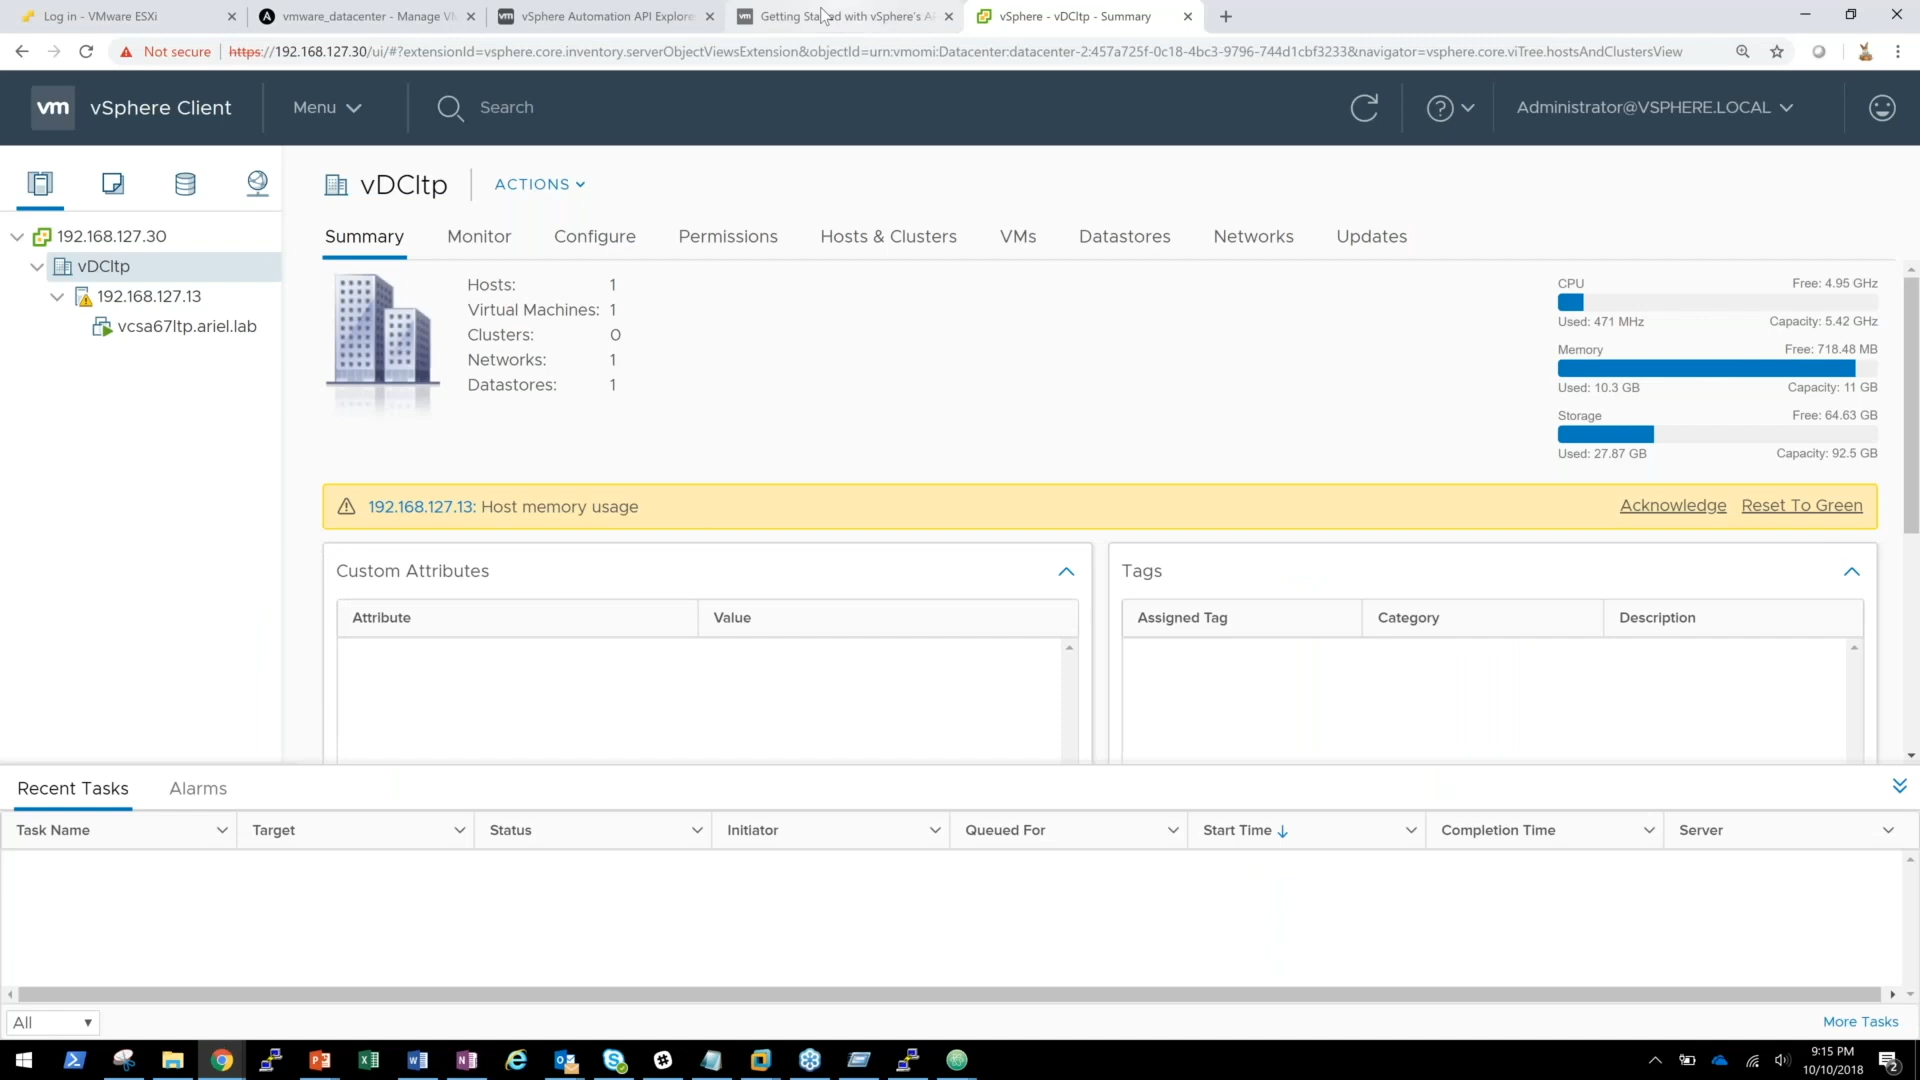 Log in - VMware ESXi
vmware_datacenter - Manage VM
vSphere Automation API Explore
Getting Started with vSphere's A
vSphere - vDCltp - Summary
Not secure
https://192.168.127.30/ui/#?extensionId=vsphere.core.inventory.serverObjectViewsExtension&objectId=urn:vmomi:Datacenter:datacenter-2:457a725f-0c18-4bc3-9796-744d1cbf3233&navigator=vsphere.core.viTree.hostsAndClustersView
vm vSphere Client
Menu
Search
Administrator@VSPHERE.LOCAL
192.168.127.30
vDCltp
192.168.127.13
vcsa67ltp.ariel.lab
vDCltp
ACTIONS
Summary Monitor Configure Permissions Hosts & Clusters VMs Datastores Networks Updates
Hosts: 1
Virtual Machines: 1
Clusters: 0
Networks: 1
Datastores: 1
CPU Free: 4.95 GHz
Used: 471 MHz Capacity: 5.42 GHz
Memory Free: 718.48 MB
Used: 10.3 GB Capacity: 11 GB
Storage Free: 64.63 GB
Used: 27.87 GB Capacity: 92.5 GB
192.168.127.13: Host memory usage
Acknowledge Reset To Green
Custom Attributes
Attribute Value
Tags
Assigned Tag Category Description
Recent Tasks Alarms
Task Name Target Status Initiator Queued For Start Time Completion Time Server
All
More Tasks
9:15 PM
10/10/2018
2